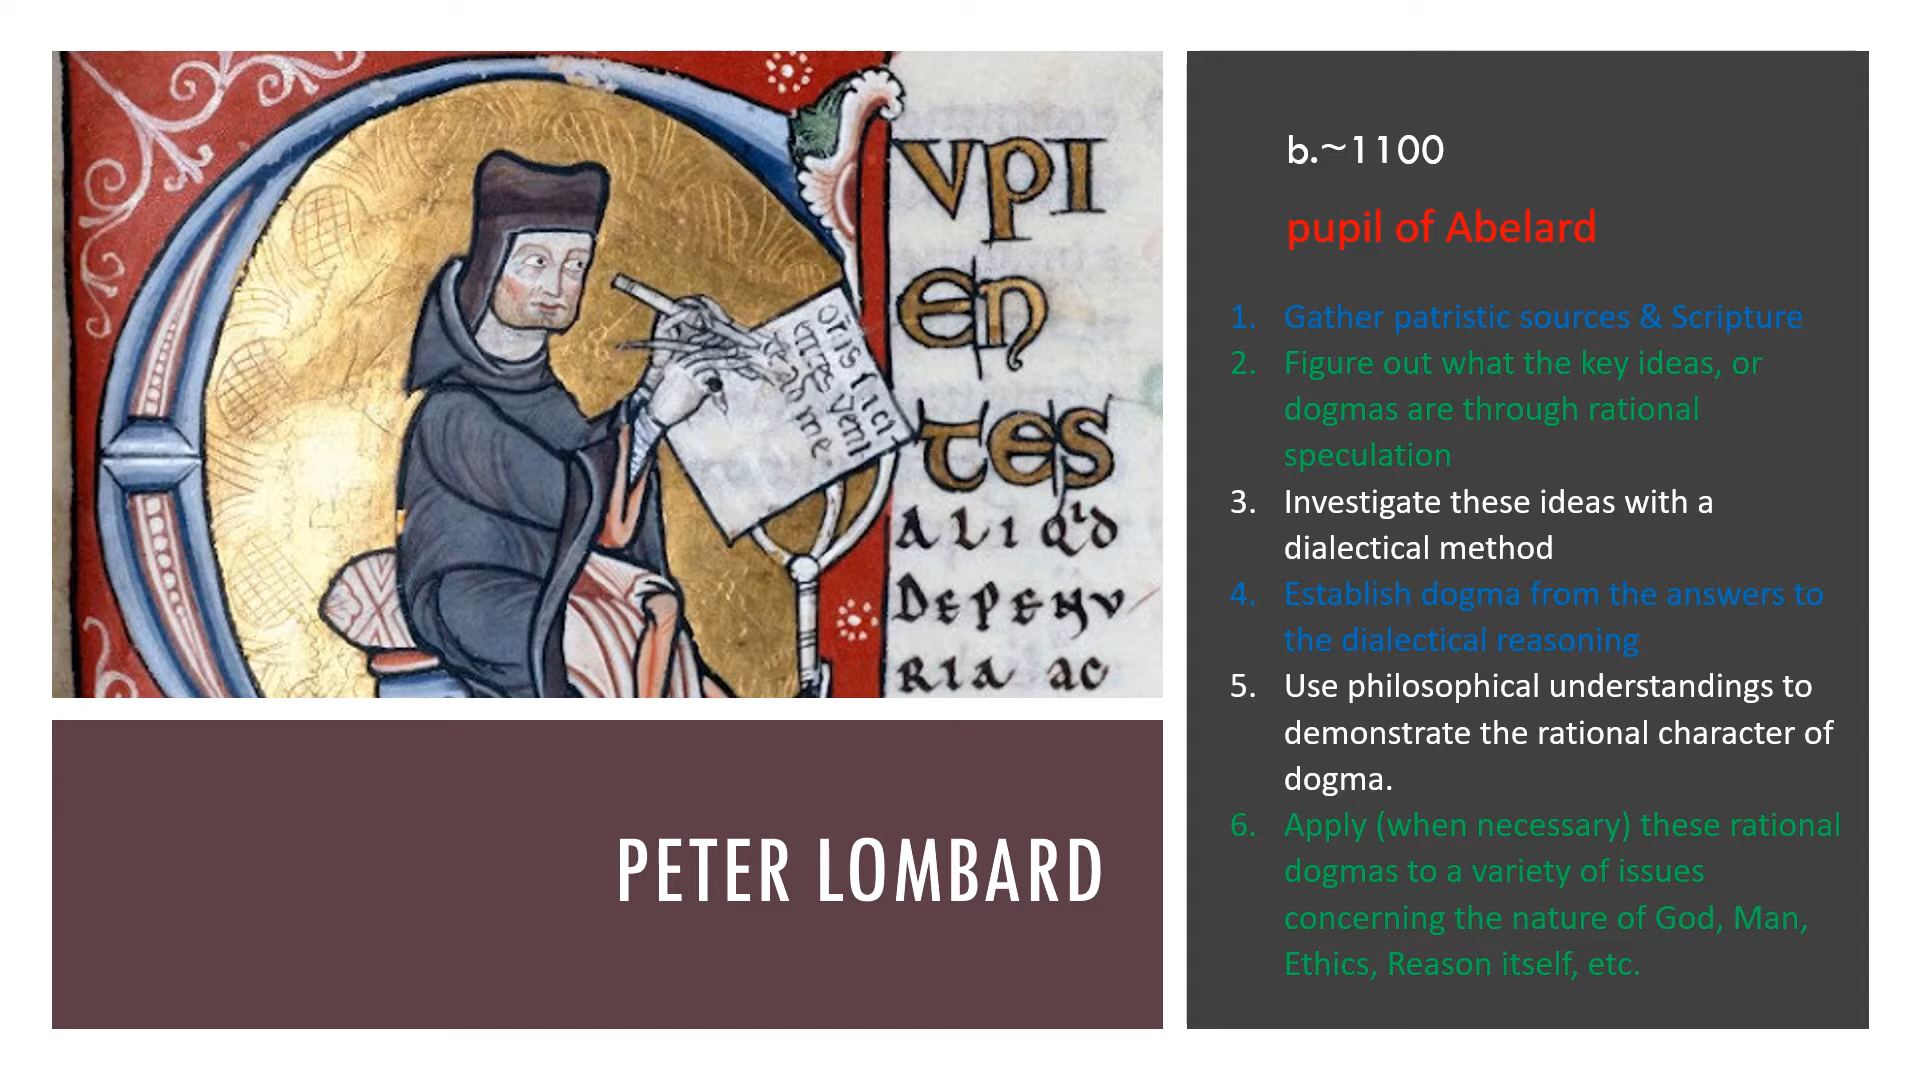 VPI
EN
TES
ALIQ'D
DEPENV
RIA AC
PETER LOMBARD
b.~1100
pupil of Abelard
1. Gather patristic sources & Scripture
2. Figure out what the key ideas, or
dogmas are through rational
speculation
3. Investigate these ideas with a
dialectical method
4. Establish dogma from the answers to
the dialectical reasoning
5. Use philosophical understandings to
demonstrate the rational character of
dogma.
6. Apply (when necessary) these rational
dogmas to a variety of issues
concerning the nature of God, Man,
Ethics, Reason itself, etc.